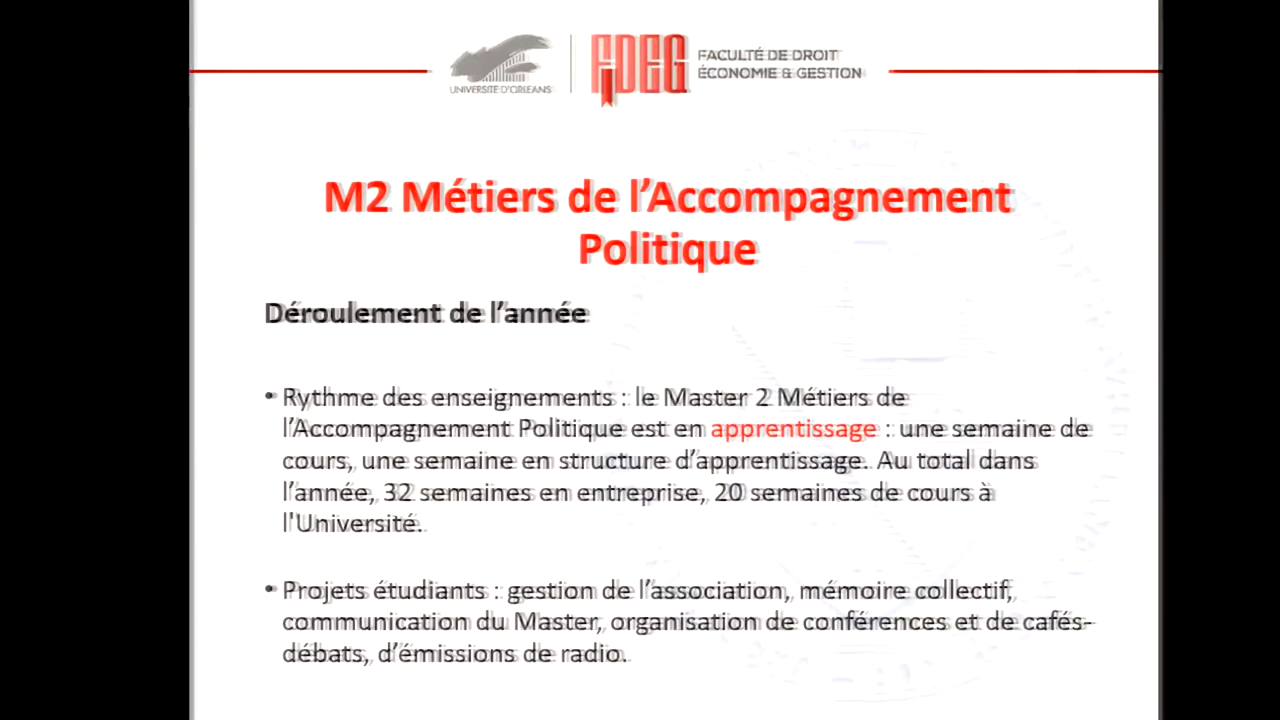 UNIVERSITÉ D'ORLÉANS
FDEG
FACULTÉ DE DROIT
ÉCONOMIE & GESTION
M2 Métiers de l’Accompagnement
Politique
Déroulement de l’année
• Rythme des enseignements : le Master 2 Métiers de
l’Accompagnement Politique est en apprentissage : une semaine de
cours, une semaine en structure d’apprentissage. Au total dans
l’année, 32 semaines en entreprise, 20 semaines de cours à
l'Université.
• Projets étudiants : gestion de l’association, mémoire collectif,
communication du Master, organisation de conférences et de cafés-
débats, d’émissions de radio.